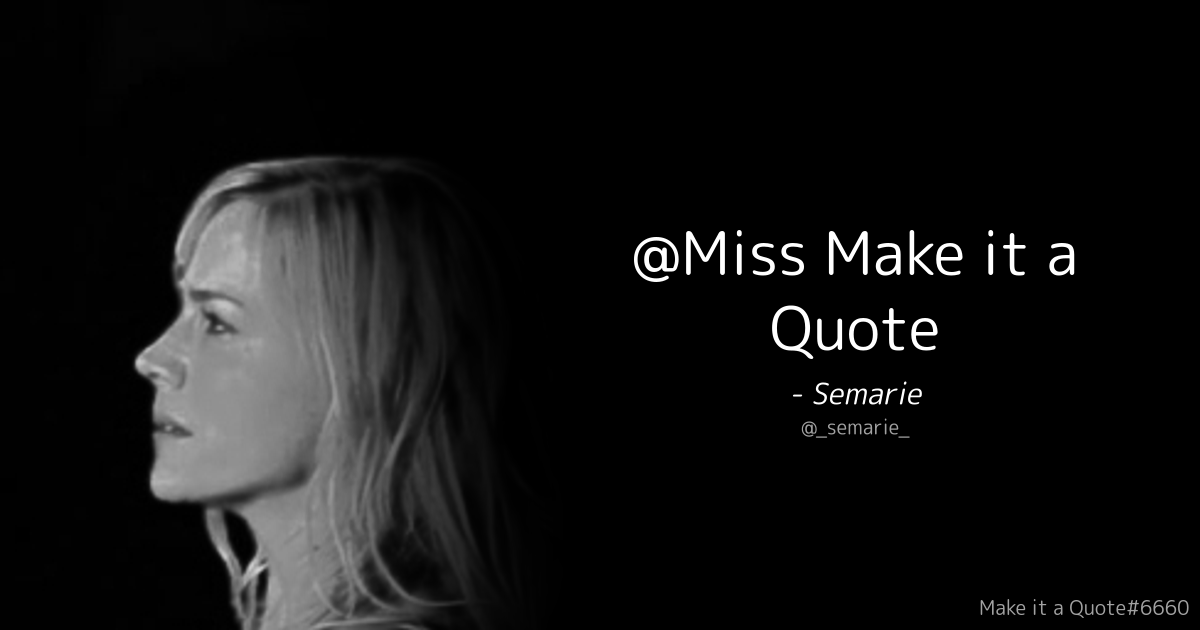 @Miss Make it a
Quote
- Semarie
@_semarie_
Make it a Quote#6660